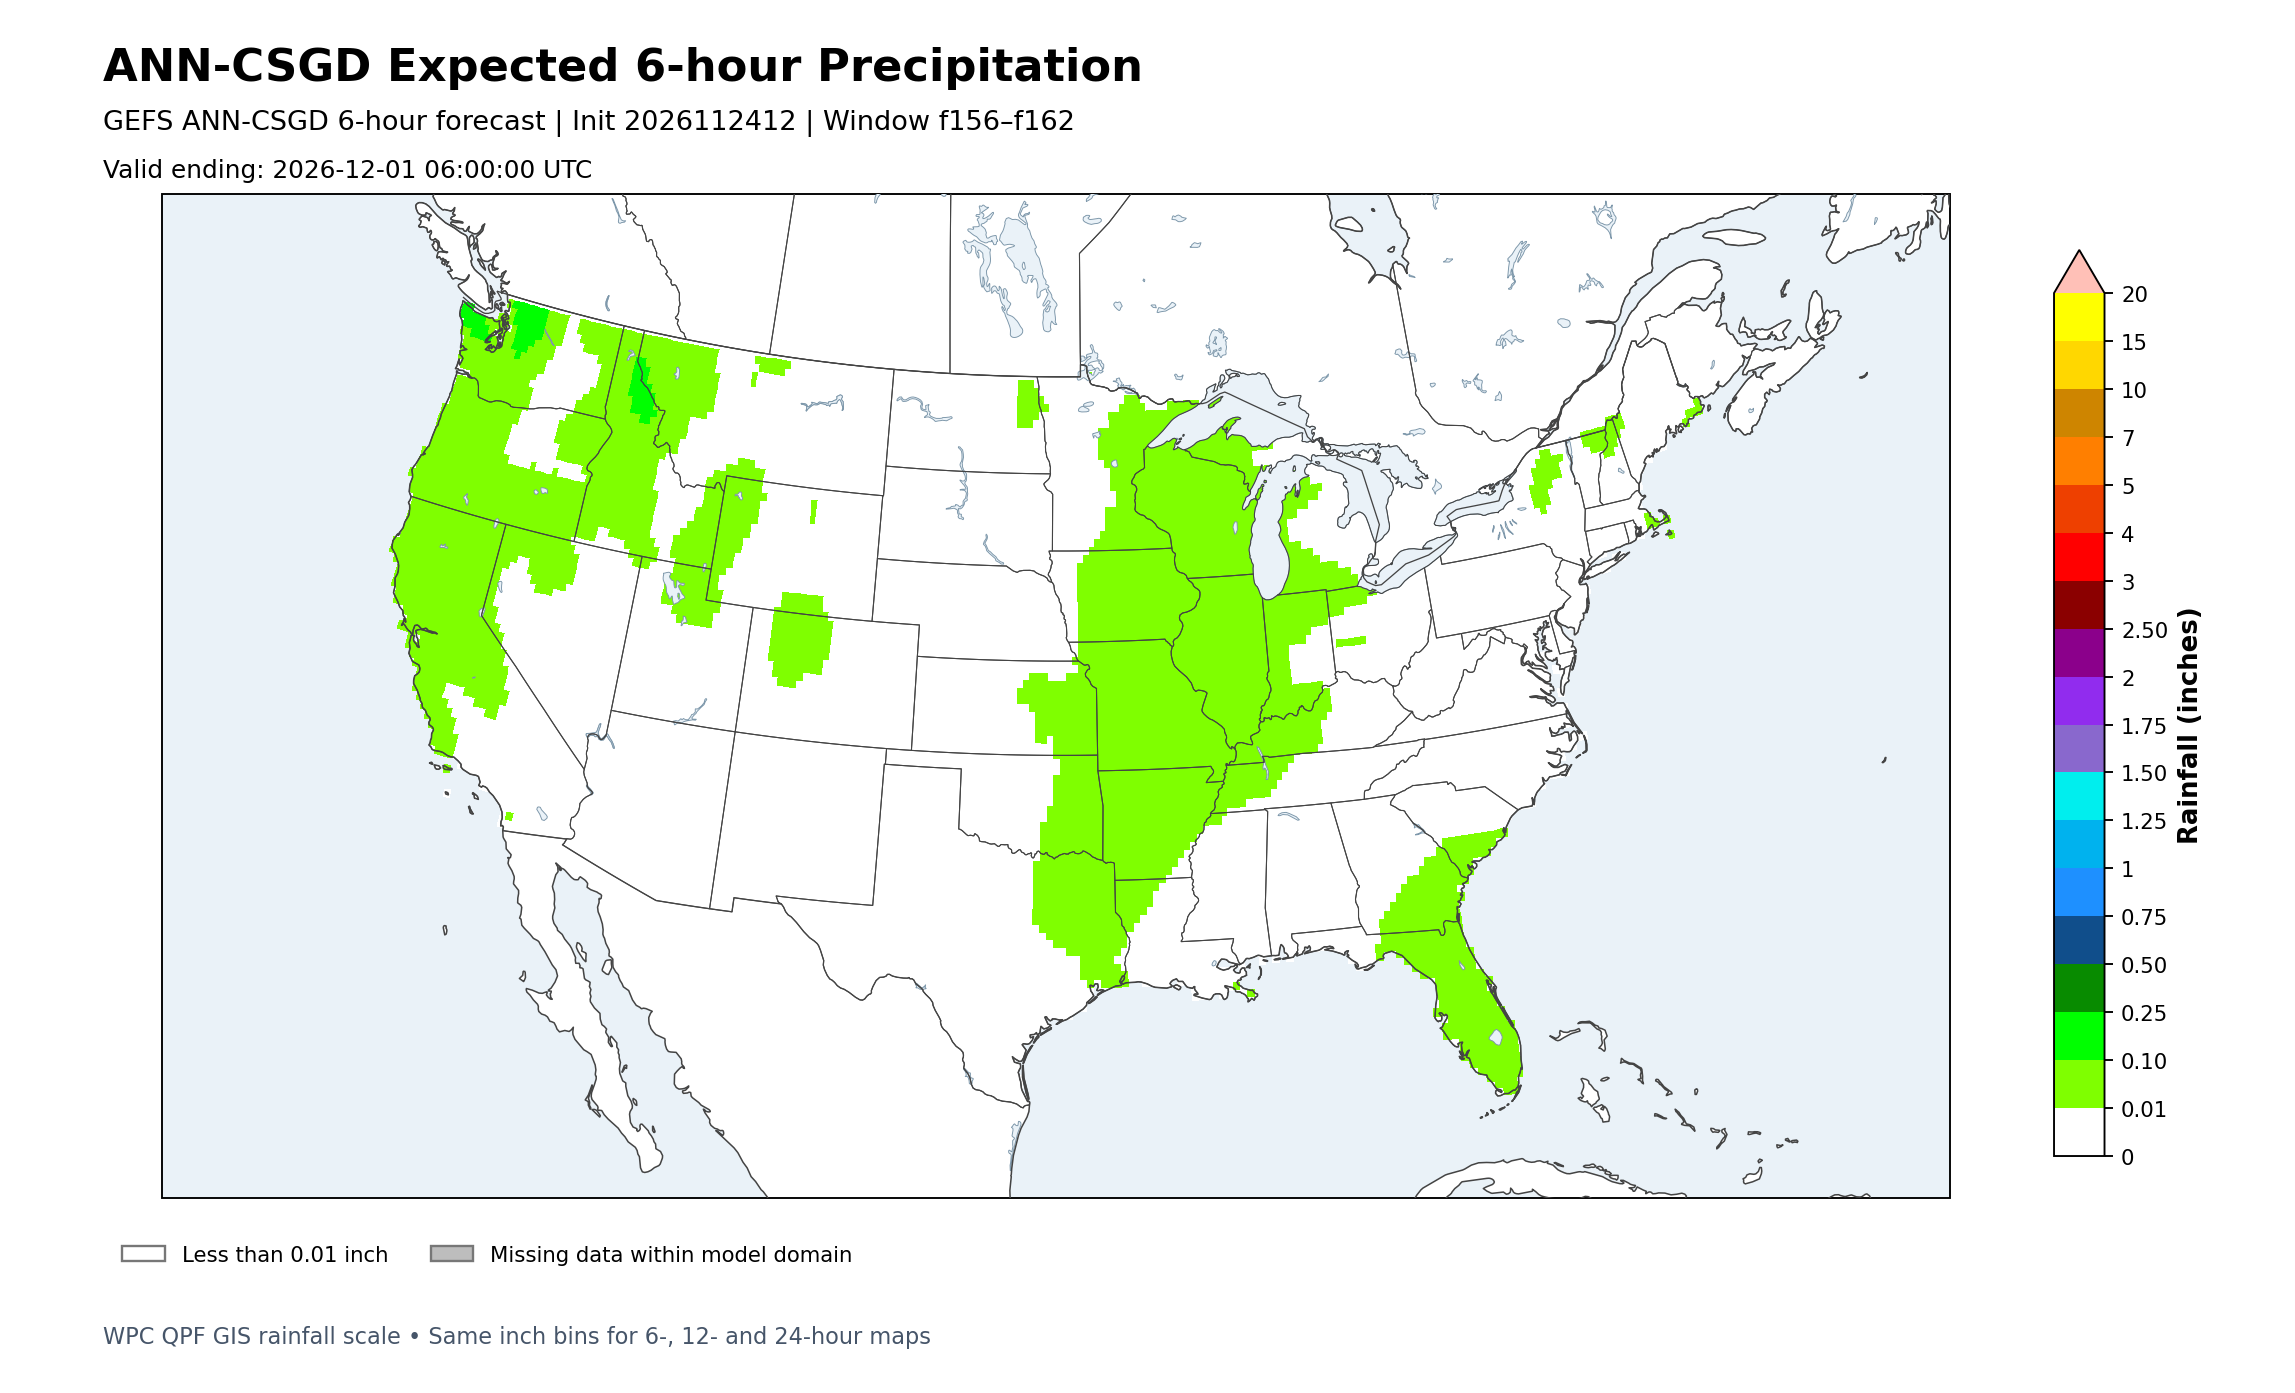 ANN-CSGD Expected 6-hour Precipitation
GEFS ANN-CSGD 6-hour forecast | Init 2026112412 | Window f156–f162
Valid ending: 2026-12-01 06:00:00 UTC
20
15
10
7
5
4
3
2.50
2
1.75
1.50
1.25
1
0.75
0.50
0.25
0.10
0.01
0
Rainfall (inches)
Less than 0.01 inch
Missing data within model domain
WPC QPF GIS rainfall scale • Same inch bins for 6-, 12- and 24-hour maps